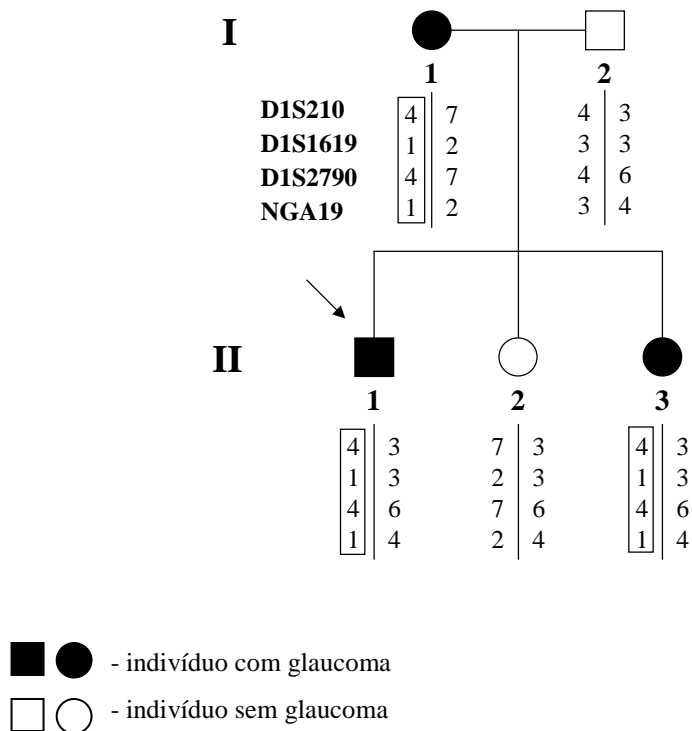 I
1 2
D1S210 4 7 4 3
D1S1619 1 2 3 3
D1S2790 4 7 4 6
NGA19 1 2 3 4
II
1 2 3
4 3 7 3 4 3
1 3 2 3 1 3
4 6 7 6 4 6
1 4 2 4 1 4
- indivíduo com glaucoma
- indivíduo sem glaucoma